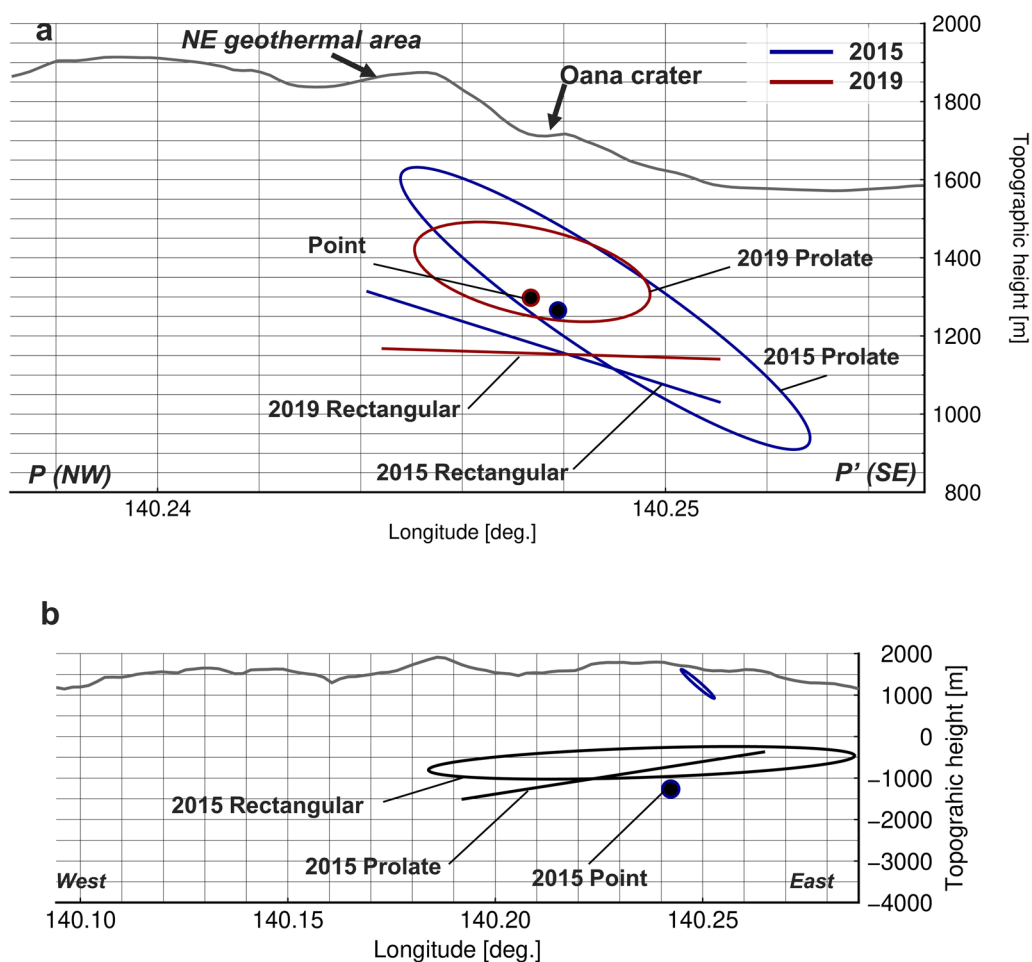 a
NE geothermal area
Oana crater
2015
2019
Point
2019 Prolate
2015 Prolate
2019 Rectangular
2015 Rectangular
P (NW)
P’ (SE)
2000
1800
1600
1400
1200
1000
800
Topographic height [m]
140.24
140.25
Longitude [deg.]
b
2015 Rectangular
2015 Prolate
2015 Point
West
East
2000
1000
0
−1000
−2000
−3000
−4000
Topograhic height [m]
140.10
140.15
140.20
140.25
Longitude [deg.]